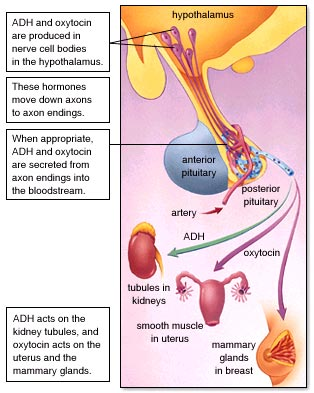 ADH and oxytocin
are produced in
nerve cell bodies
in the hypothalamus.
These hormones
move down axons
to axon endings.
When appropriate,
ADH and oxytocin
are secreted from
axon endings into
the bloodstream.
ADH acts on the
kidney tubules, and
oxytocin acts on the
uterus and the
mammary glands.
hypothalamus
anterior
pituitary
posterior
pituitary
artery
ADH
oxytocin
tubules in
kidneys
smooth muscle
in uterus
mammary
glands
in breast